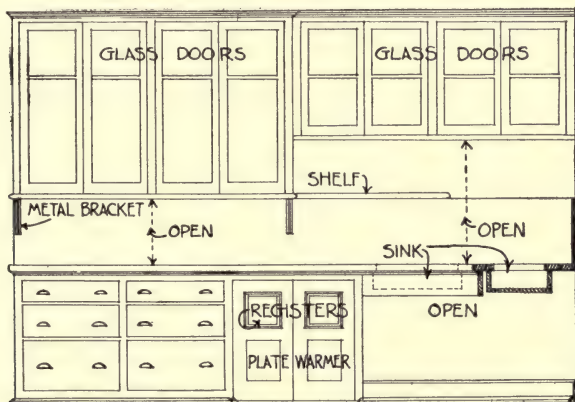 GLASS DOORS
GLASS DOORS
SHELF
METAL BRACKET
OPEN
OPEN
SINK
OPEN
REGISTERS
PLATE WARMER